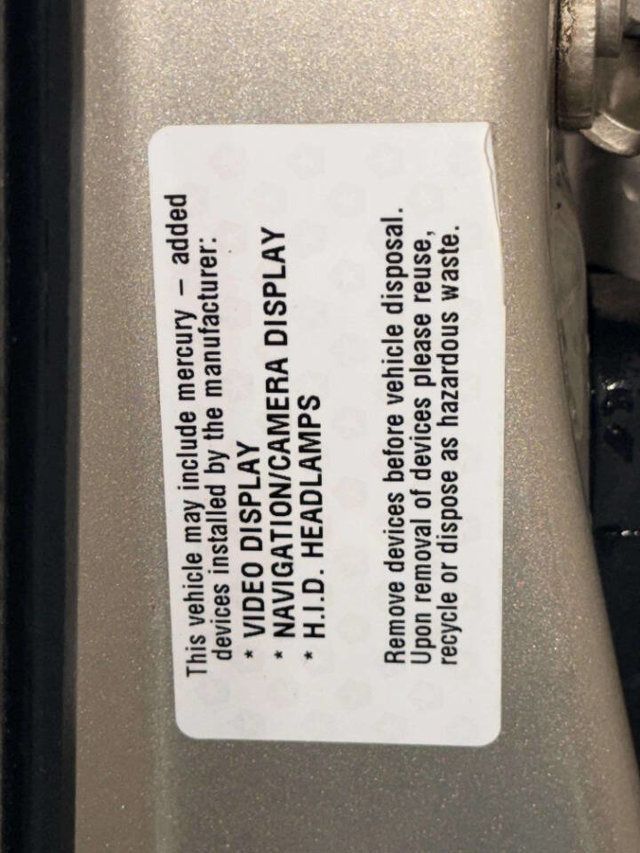 This vehicle may include mercury – added
devices installed by the manufacturer:
* VIDEO DISPLAY
* NAVIGATION/CAMERA DISPLAY
* H.I.D. HEADLAMPS
Remove devices before vehicle disposal.
Upon removal of devices please reuse,
recycle or dispose as hazardous waste.